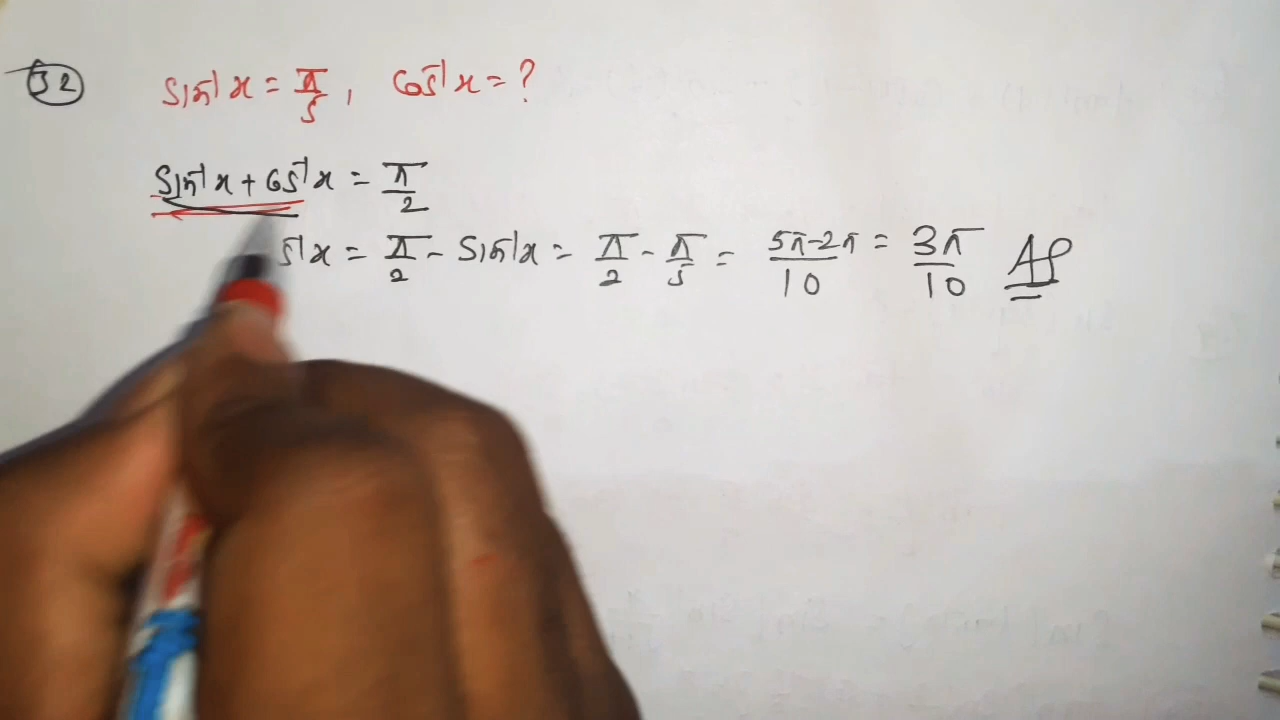 32 sin⁻¹x = π/5, cos⁻¹x = ?
sin⁻¹x + cos⁻¹x = π/2
s⁻¹x = π/2 - sin⁻¹x = π/2 - π/5 = 5π-2π/10 = 3π/10